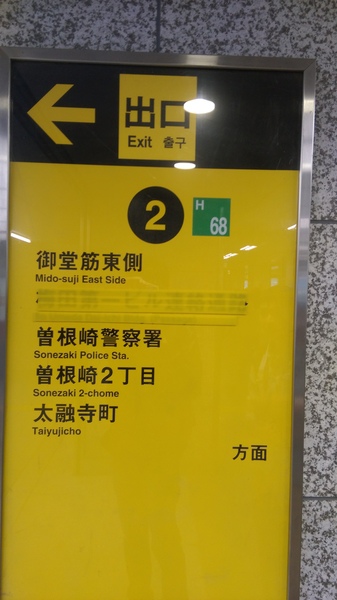 出口
Exit 출구
2
H
68
御堂筋東側
Mido-suji East Side
曽根崎警察署
Sonezaki Police Sta.
曽根崎2丁目
Sonezaki 2-chome
太融寺町
Taiyujicho
方面